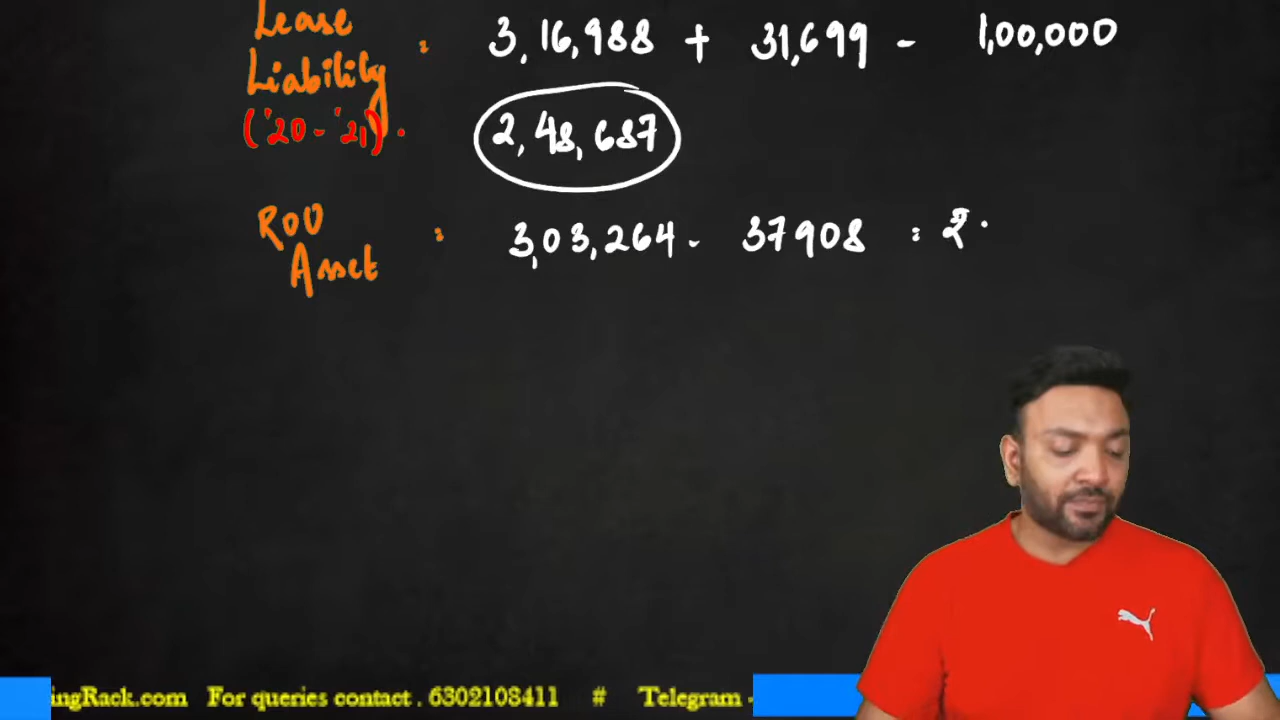 Lease
Liability = 3,16,988 + 31,699 - 1,00,000
('20-'21). 2,48,687
ROU
Asset = 3,03,264 - 37908 = 2
ingRack.com For queries contact . 6302108411 # Telegram -